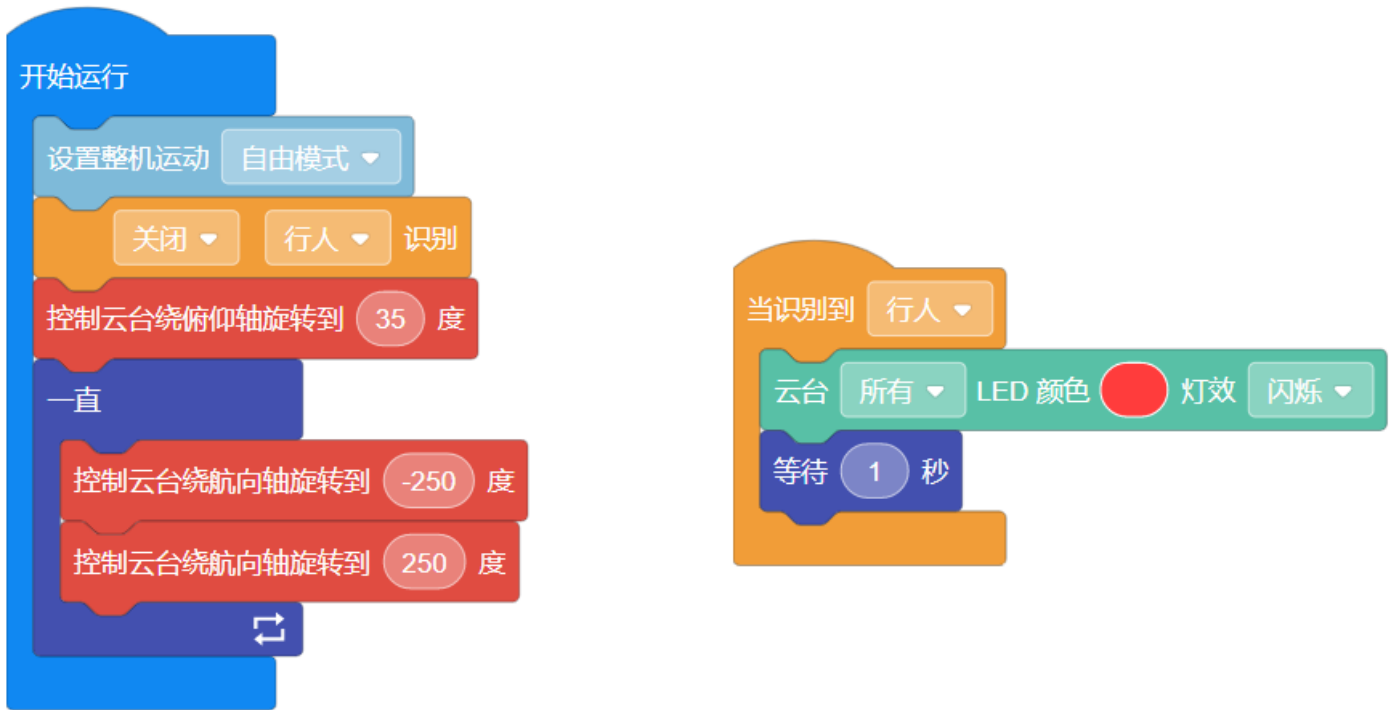 开始运行
设置整机运动 自由模式
关闭 行人 识别
控制云台绕俯仰轴旋转到 35 度
一直
控制云台绕航向轴旋转到 -250 度
控制云台绕航向轴旋转到 250 度
当识别到 行人
云台 所有 LED 颜色 灯效 闪烁
等待 1 秒